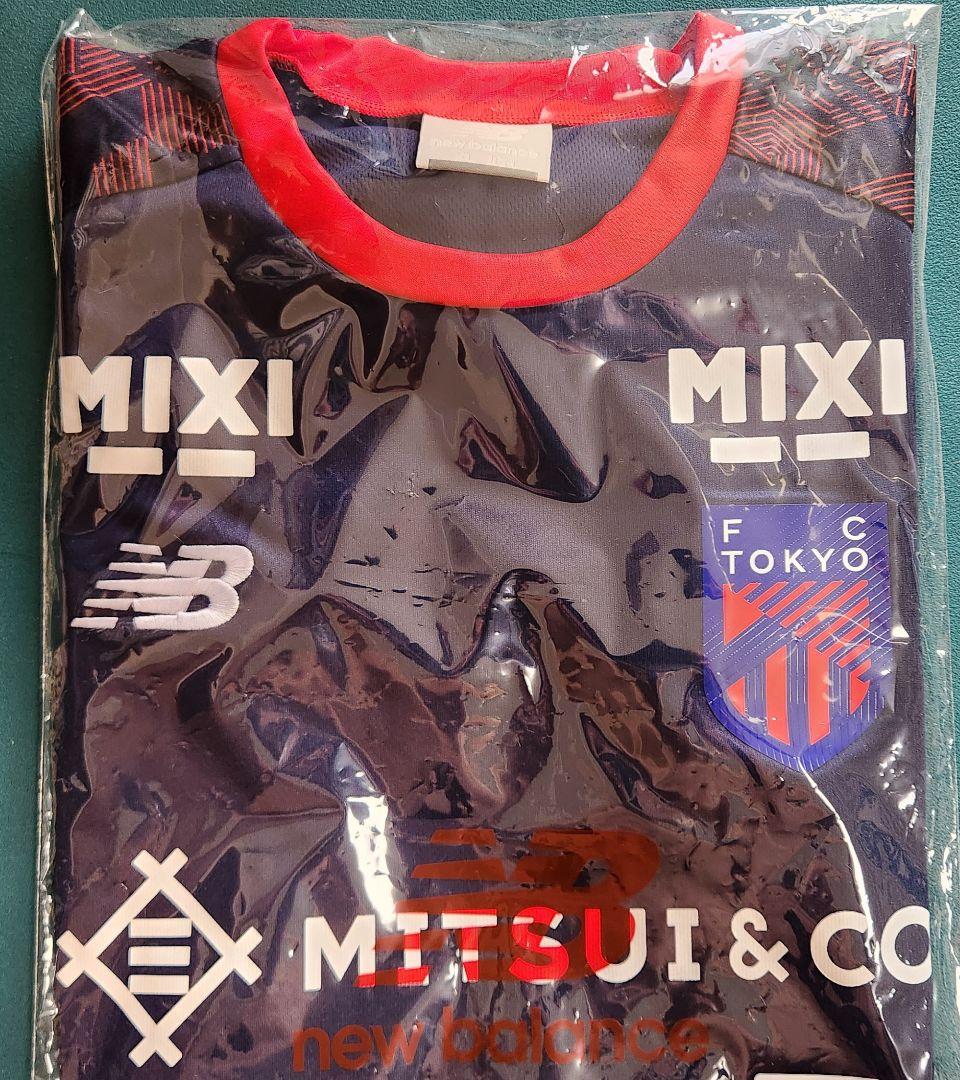 new balance
MIXI
MIXI
F C
TOKYO
MITSUI & CO
new balance